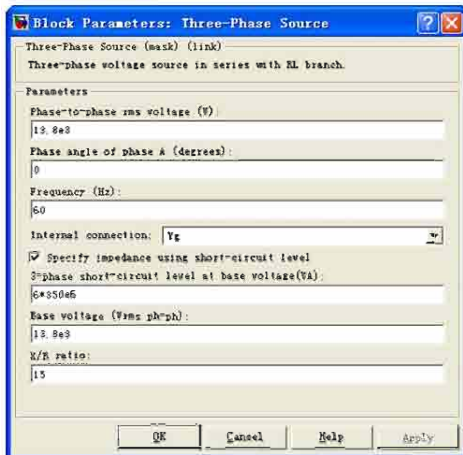 Block Parameters: Three-Phase Source
Three-Phase Source (mask) (link)
Three-phase voltage source in series with RL branch.
Parameters
Phase-to-phase rms voltage (V):
13.8e3
Phase angle of phase A (degrees):
0
Frequency (Hz):
60
Internal connection: Yg
Specify impedance using short-circuit level
3-phase short-circuit level at base voltage(VA):
6*350e6
Base voltage (Vrms ph-ph):
13.8e3
X/R ratio:
15
OK Cancel Help Apply